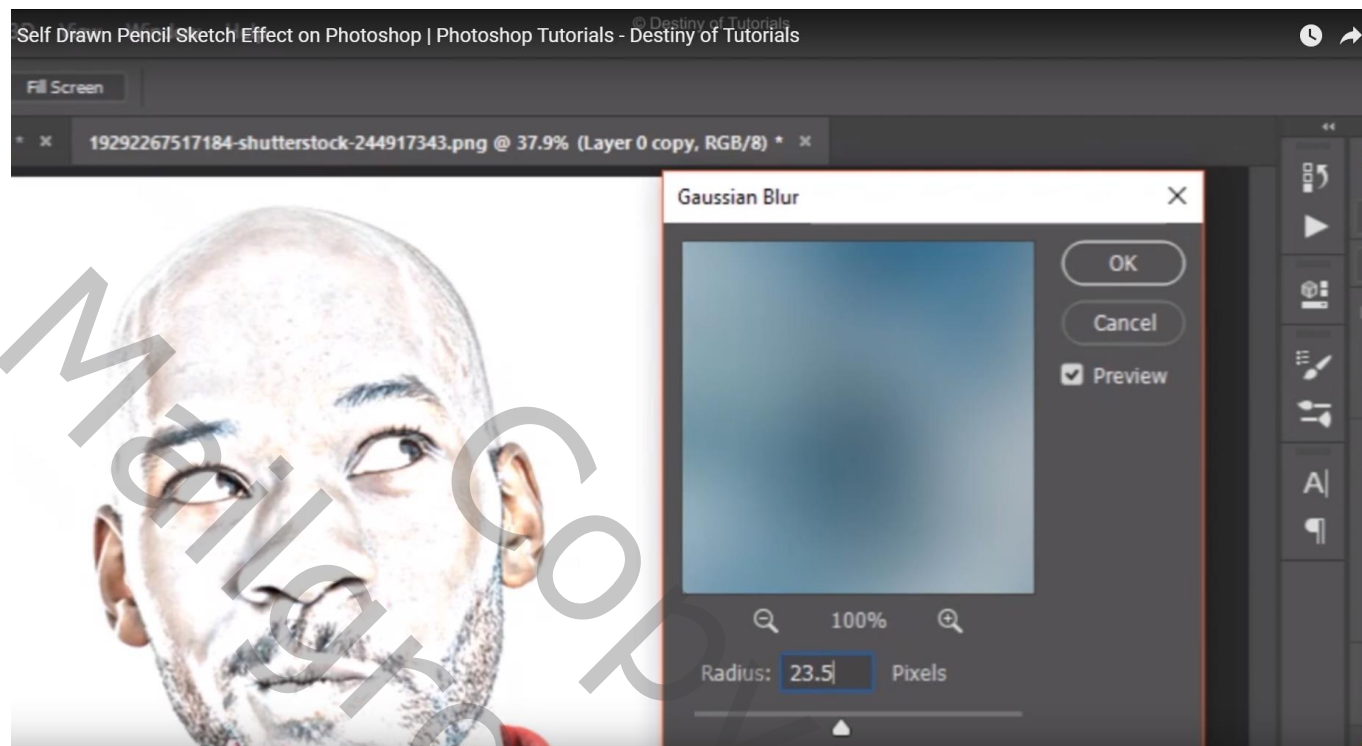 © Destiny of Tutorials
Self Drawn Pencil Sketch Effect on Photoshop | Photoshop Tutorials - Destiny of Tutorials
Fill Screen
19292267517184-shutterstock-244917343.png @ 37.9% (Layer 0 copy, RGB/8) *
Gaussian Blur
OK
Cancel
Preview
100%
Radius: 23.5 Pixels